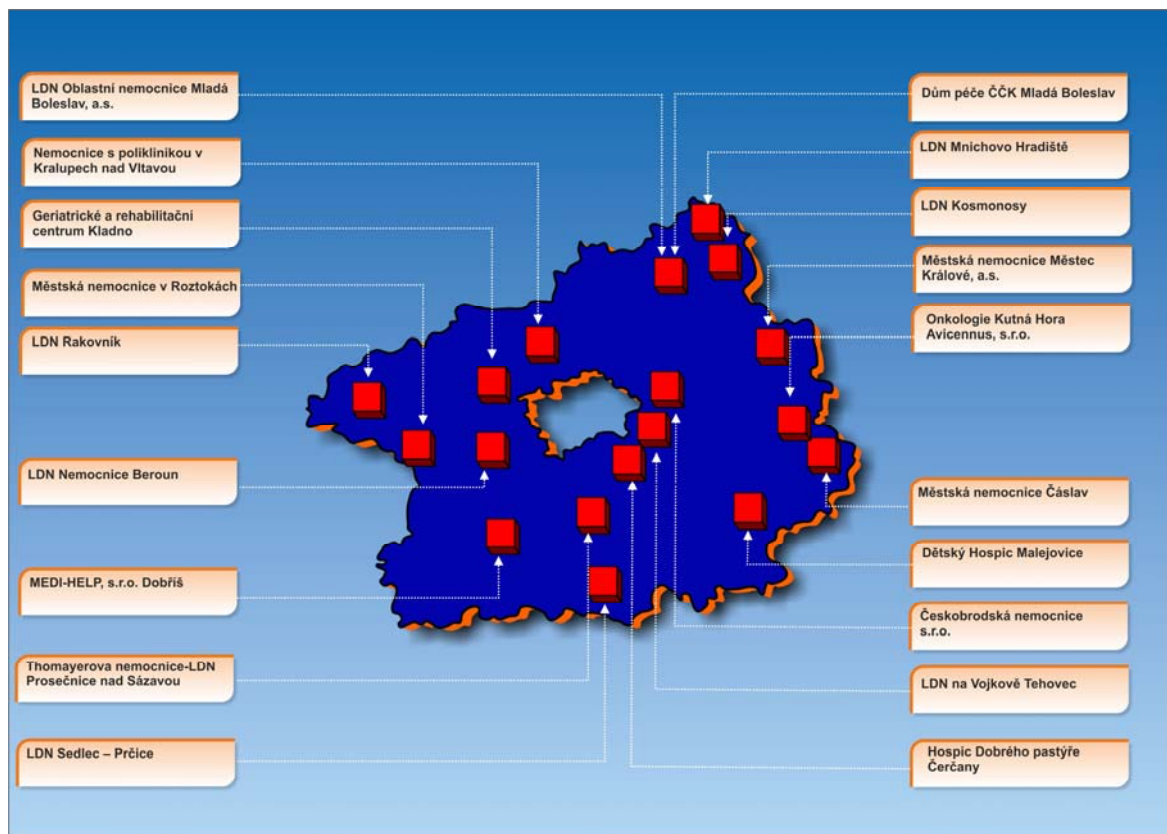 LDN Oblastní nemocnice Mladá
Boleslav, a.s.
Nemocnice s poliklinikou v
Kralupech nad Vltavou
Geriatrické a rehabilitační
centrum Kladno
Městská nemocnice v Roztokách
LDN Rakovník
LDN Nemocnice Beroun
MEDI-HELP, s.r.o. Dobříš
Thomayerova nemocnice-LDN
Prosečnice nad Sázavou
LDN Sedlec – Prčice
Dům péče ČČK Mladá Boleslav
LDN Mnichovo Hradiště
LDN Kosmonosy
Městská nemocnice Městec
Králové, a.s.
Onkologie Kutná Hora
Avicennus, s.r.o.
Městská nemocnice Čáslav
Dětský Hospic Malejovice
Českobrodská nemocnice
s.r.o.
LDN na Vojkově Tehovec
Hospic Dobrého pastýře
Čerčany